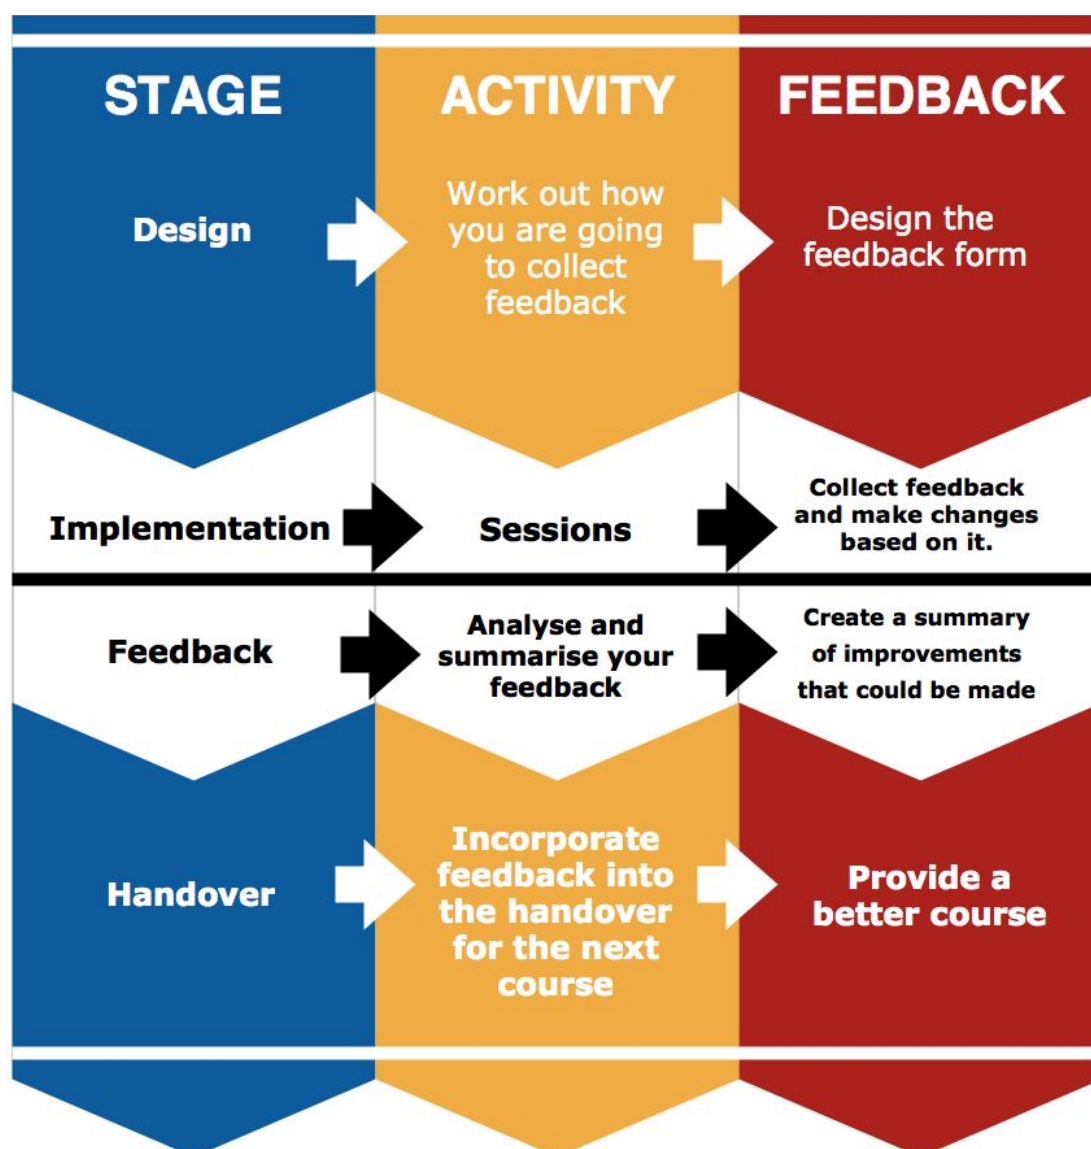 STAGE
ACTIVITY
FEEDBACK
Design
Work out how
you are going
to collect
feedback
Design the
feedback form
Implementation
Sessions
Collect feedback
and make changes
based on it.
Feedback
Analyse and
summarise your
feedback
Create a summary
of improvements
that could be made
Handover
Incorporate
feedback into
the handover
for the next
course
Provide a
better course